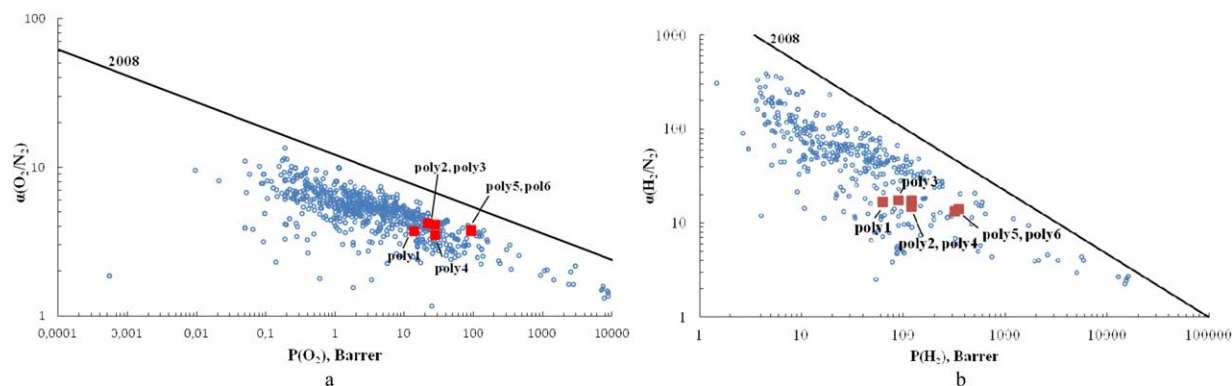 100
10
1
α(O₂/N₂)
2008
poly2, poly3
poly5, pol6
poly1
poly4
0,0001 0,001 0,01 0,1 1 10 100 1000 10000
P(O₂), Barrer
a
1000
100
10
1
α(H₂/N₂)
2008
poly3
poly1
poly2, poly4
poly5, poly6
1 10 100 1000 10000 100000
P(H₂), Barrer
b